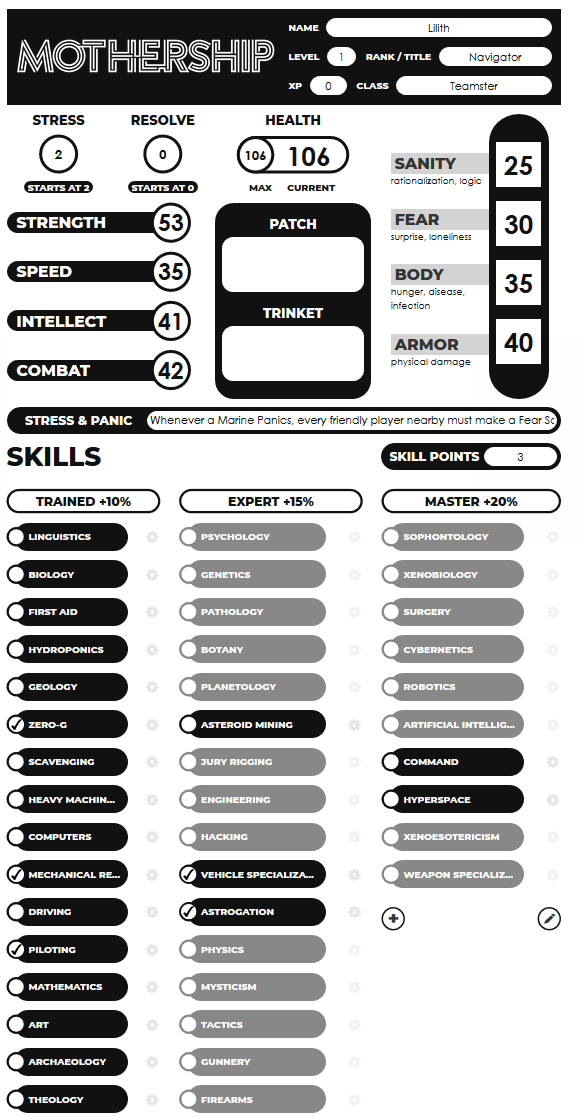 MOTHERSHIP
NAME Lilith
LEVEL 1 RANK / TITLE Navigator
XP 0 CLASS Teamster
STRESS RESOLVE HEALTH
2 0 106 106
STARTS AT 2 STARTS AT 0 MAX CURRENT
STRENGTH 53
SPEED 35
INTELLECT 41
COMBAT 42
PATCH
TRINKET
SANITY 25
rationalization, logic
FEAR 30
surprise, loneliness
BODY 35
hunger, disease,
infection
ARMOR 40
physical damage
STRESS & PANIC Whenever a Marine Panics, every friendly player nearby must make a Fear Sc
SKILLS SKILL POINTS 3
TRAINED +10% EXPERT +15% MASTER +20%
LINGUISTICS PSYCHOLOGY SOPHONTOLOGY
BIOLOGY GENETICS XENOBIOLOGY
FIRST AID PATHOLOGY SURGERY
HYDROPONICS BOTANY CYBERNETICS
GEOLOGY PLANETOLOGY ROBOTICS
ZERO-G ASTEROID MINING ARTIFICIAL INTELLIG...
SCAVENGING JURY RIGGING COMMAND
HEAVY MACHIN... ENGINEERING HYPERSPACE
COMPUTERS HACKING XENOESOTERICISM
MECHANICAL RE... VEHICLE SPECIALIZA... WEAPON SPECIALIZ...
DRIVING ASTROGATION
PILOTING PHYSICS
MATHEMATICS MYSTICISM
ART TACTICS
ARCHAEOLOGY GUNNERY
THEOLOGY FIREARMS